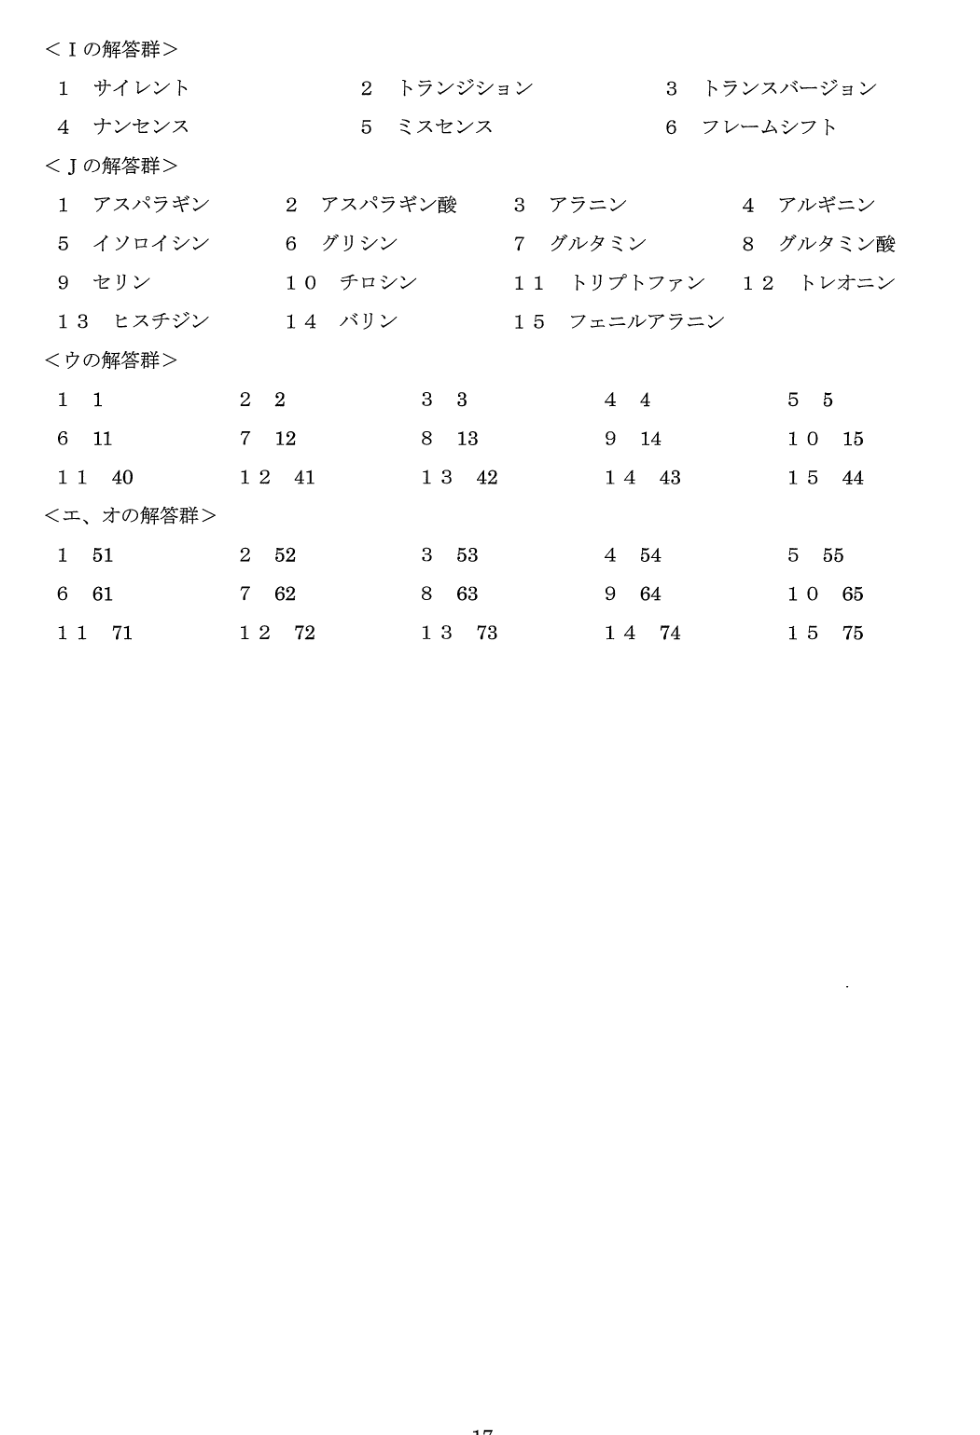 ＜Ｉの解答群＞
１　サイレント　２　トランジション　３　トランスバージョン
４　ナンセンス　５　ミスセンス　６　フレームシフト
＜Ｊの解答群＞
１　アスパラギン　２　アスパラギン酸　３　アラニン　４　アルギニン
５　イソロイシン　６　グリシン　７　グルタミン　８　グルタミン酸
９　セリン　１０　チロシン　１１　トリプトファン　１２　トレオニン
１３　ヒスチジン　１４　バリン　１５　フェニルアラニン
＜ウの解答群＞
１　1　２　2　３　3　４　4　５　5
６　11　７　12　８　13　９　14　１０　15
１１　40　１２　41　１３　42　１４　43　１５　44
＜エ、オの解答群＞
１　51　２　52　３　53　４　54　５　55
６　61　７　62　８　63　９　64　１０　65
１１　71　１２　72　１３　73　１４　74　１５　75
17